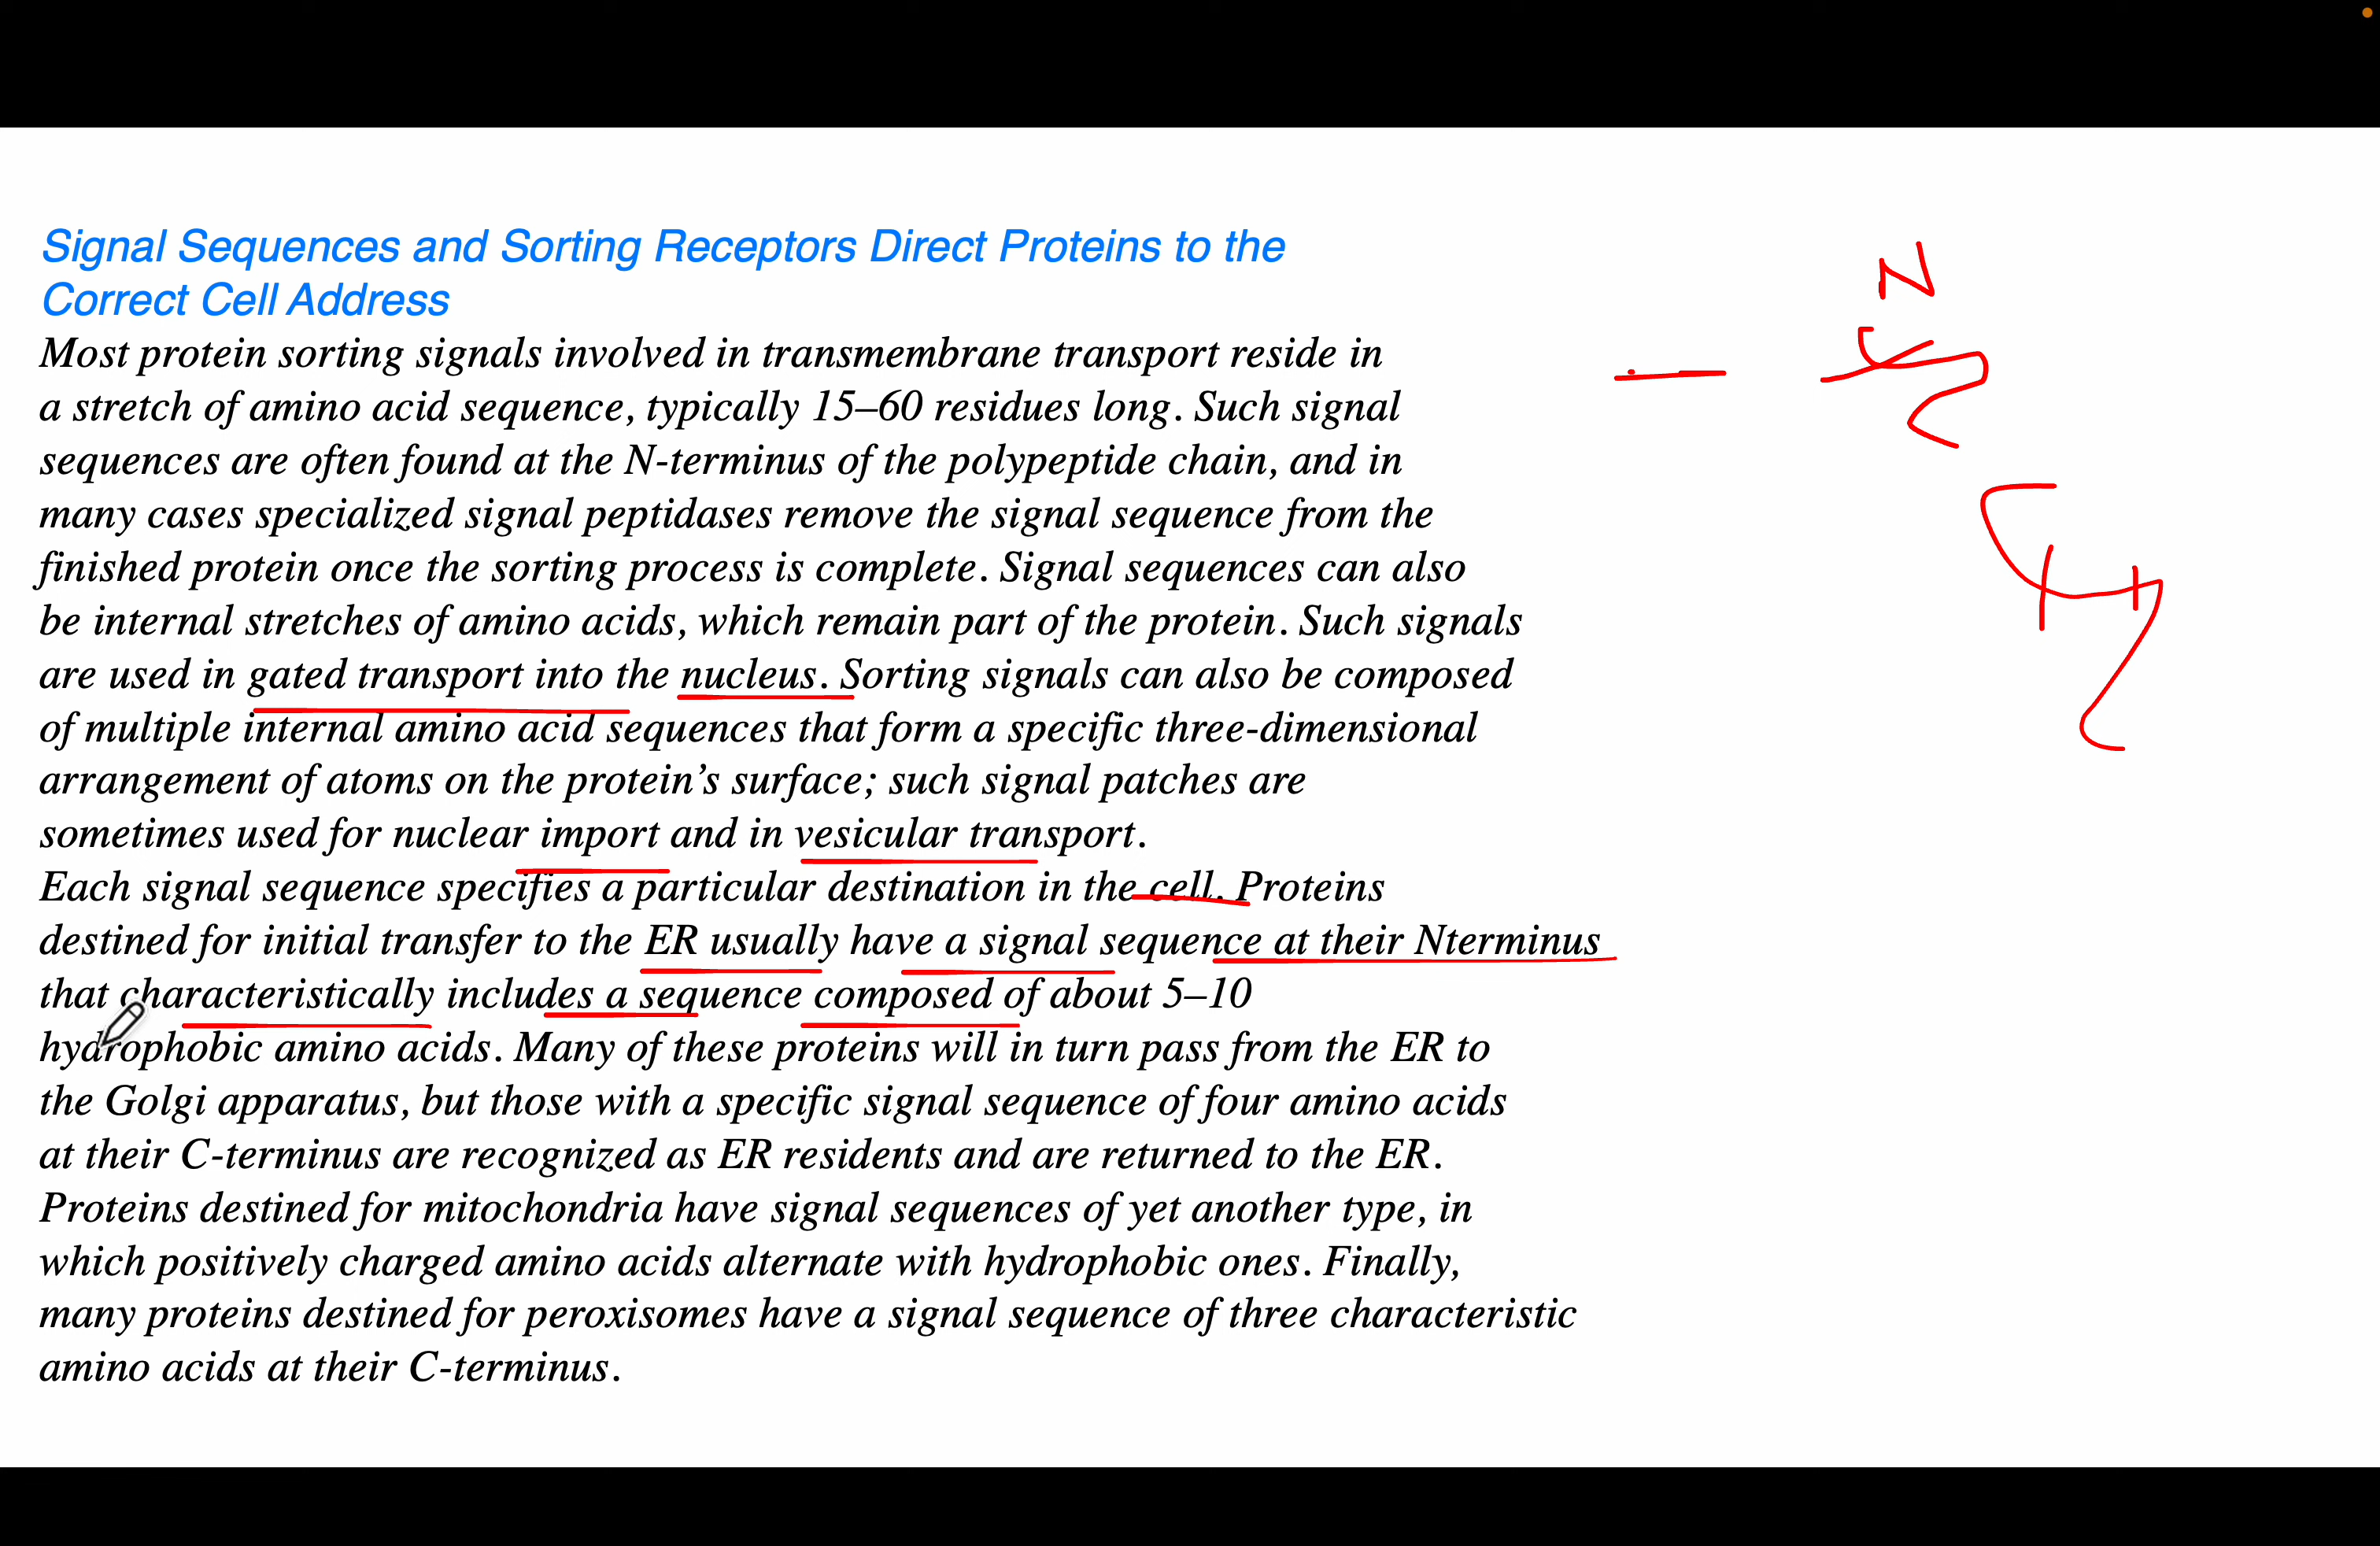 Signal Sequences and Sorting Receptors Direct Proteins to the
Correct Cell Address
Most protein sorting signals involved in transmembrane transport reside in
a stretch of amino acid sequence, typically 15–60 residues long. Such signal
sequences are often found at the N-terminus of the polypeptide chain, and in
many cases specialized signal peptidases remove the signal sequence from the
finished protein once the sorting process is complete. Signal sequences can also
be internal stretches of amino acids, which remain part of the protein. Such signals
are used in gated transport into the nucleus. Sorting signals can also be composed
of multiple internal amino acid sequences that form a specific three-dimensional
arrangement of atoms on the protein’s surface; such signal patches are
sometimes used for nuclear import and in vesicular transport.
Each signal sequence specifies a particular destination in the cell. Proteins
destined for initial transfer to the ER usually have a signal sequence at their Nterminus
that characteristically includes a sequence composed of about 5–10
hydrophobic amino acids. Many of these proteins will in turn pass from the ER to
the Golgi apparatus, but those with a specific signal sequence of four amino acids
at their C-terminus are recognized as ER residents and are returned to the ER.
Proteins destined for mitochondria have signal sequences of yet another type, in
which positively charged amino acids alternate with hydrophobic ones. Finally,
many proteins destined for peroxisomes have a signal sequence of three characteristic
amino acids at their C-terminus.
N